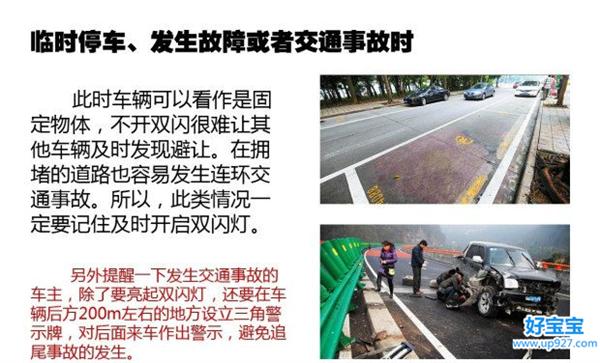 临时停车、发生故障或者交通事故时
此时车辆可以看作是固
定物体，不开双闪很难让其
他车辆及时发现避让。在拥
堵的道路也容易发生连环交
通事故。所以，此类情况一
定要记住及时开启双闪灯。
另外提醒一下发生交通事故的
车主，除了要亮起双闪灯，还要在车
辆后方200m左右的地方设立三角警
示牌，对后面来车作出警示，避免追
尾事故的发生。
好宝宝
www.up927.com